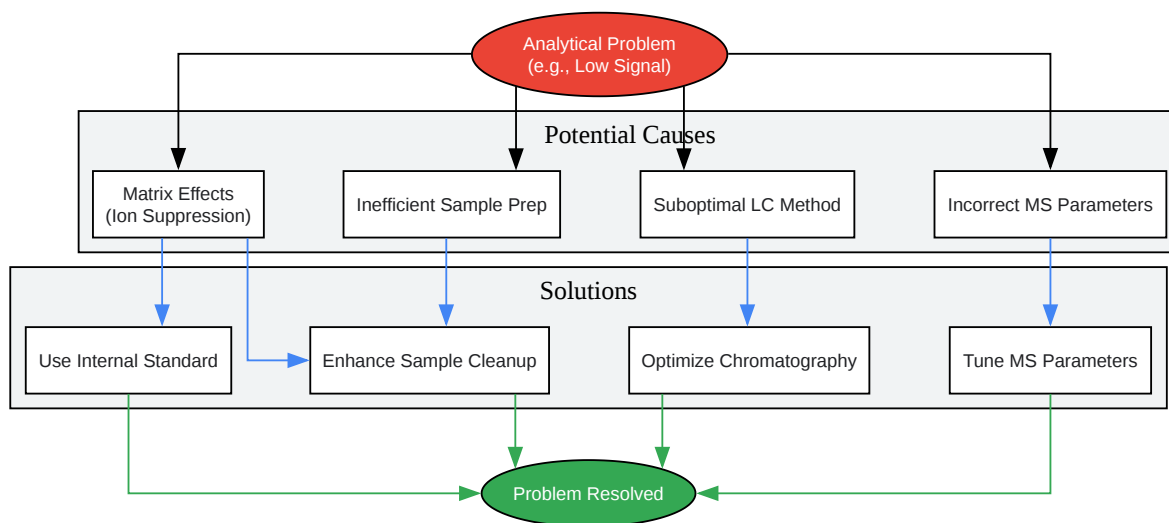 Analytical Problem
(e.g., Low Signal)
Potential Causes
Matrix Effects
(Ion Suppression)
Inefficient Sample Prep
Suboptimal LC Method
Incorrect MS Parameters
Solutions
Use Internal Standard
Enhance Sample Cleanup
Optimize Chromatography
Tune MS Parameters
Problem Resolved